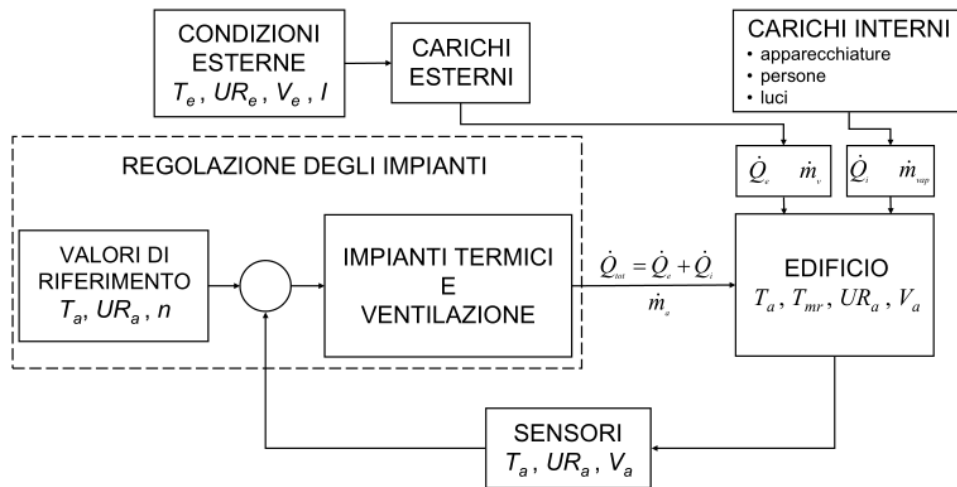 CONDIZIONI
ESTERNE
Te , URe , Ve , I
CARICHI
ESTERNI
CARICHI INTERNI
• apparecchiature
• persone
• luci
REGOLAZIONE DEGLI IMPIANTI
Q̇e ṁv
Q̇i ṁvap
VALORI DI
RIFERIMENTO
Ta, URa, n
IMPIANTI TERMICI
E
VENTILAZIONE
Q̇tot = Q̇e + Q̇i
ṁa
EDIFICIO
Ta , Tmr , URa , Va
SENSORI
Ta , URa , Va